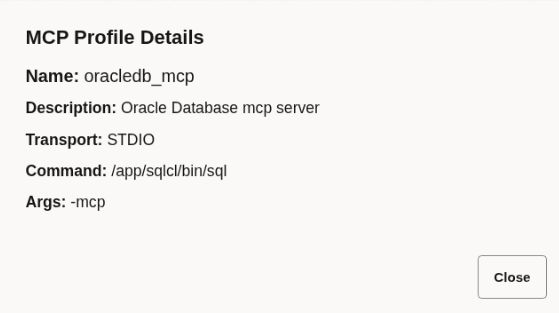 MCP Profile Details
Name: oracledb_mcp
Description: Oracle Database mcp server
Transport: STDIO
Command: /app/sqlcl/bin/sql
Args: -mcp
Close